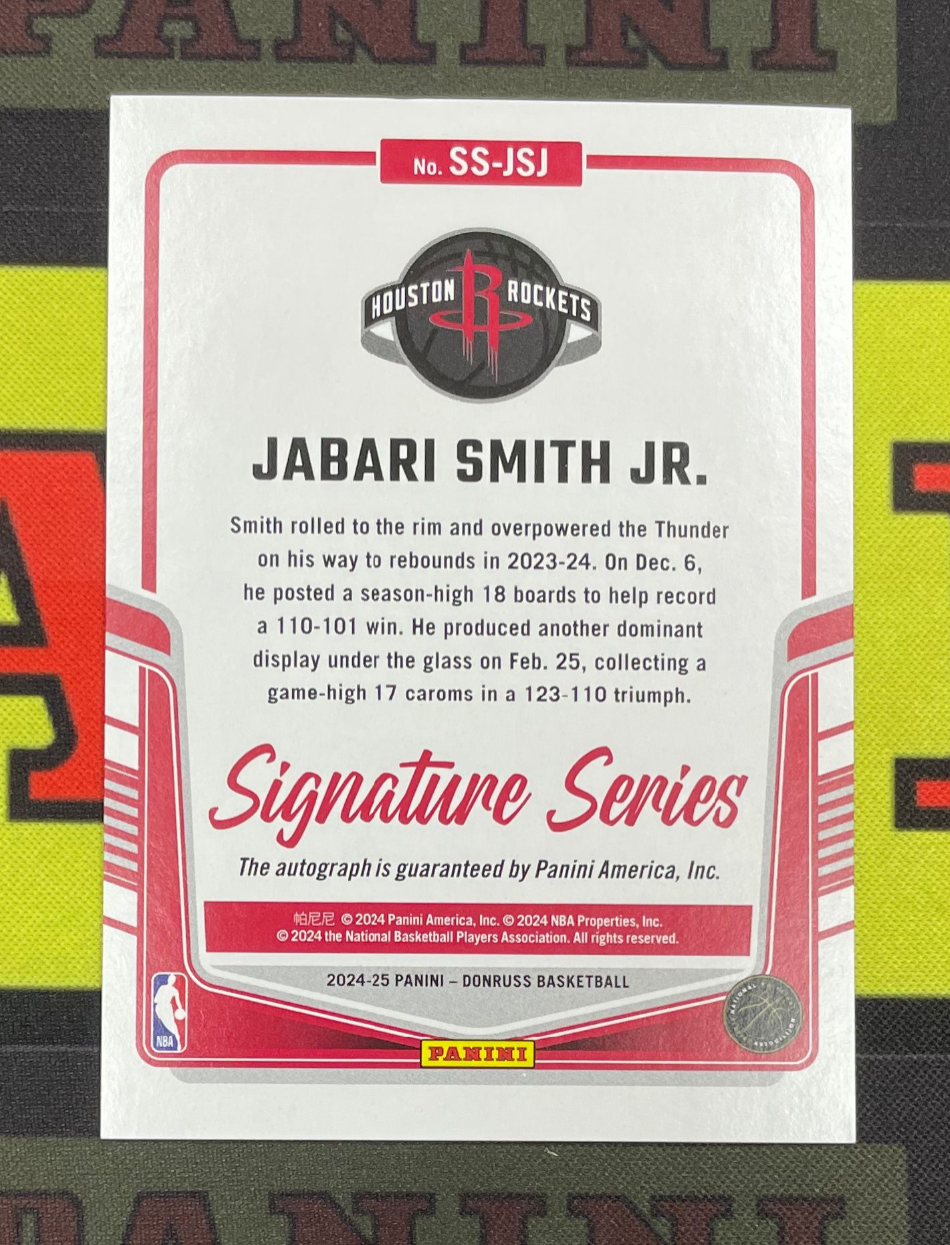 PANINI
No. SS-JSJ
HOUSTON ROCKETS
JABARI SMITH JR.
Smith rolled to the rim and overpowered the Thunder
on his way to rebounds in 2023-24. On Dec. 6,
he posted a season-high 18 boards to help record
a 110-101 win. He produced another dominant
display under the glass on Feb. 25, collecting a
game-high 17 caroms in a 123-110 triumph.
Signature Series
The autograph is guaranteed by Panini America, Inc.
帕尼尼 © 2024 Panini America, Inc. © 2024 NBA Properties, Inc.
© 2024 the National Basketball Players Association. All rights reserved.
2024-25 PANINI – DONRUSS BASKETBALL
NBA
PANINI
PANINI